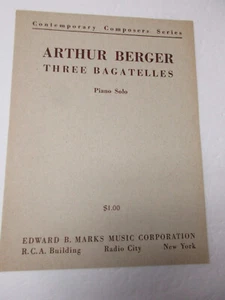 Contemporary Composers Series
ARTHUR BERGER
THREE BAGATELLES
Piano Solo
$1.00
EDWARD B. MARKS MUSIC CORPORATION
R.C.A. Building Radio City New York